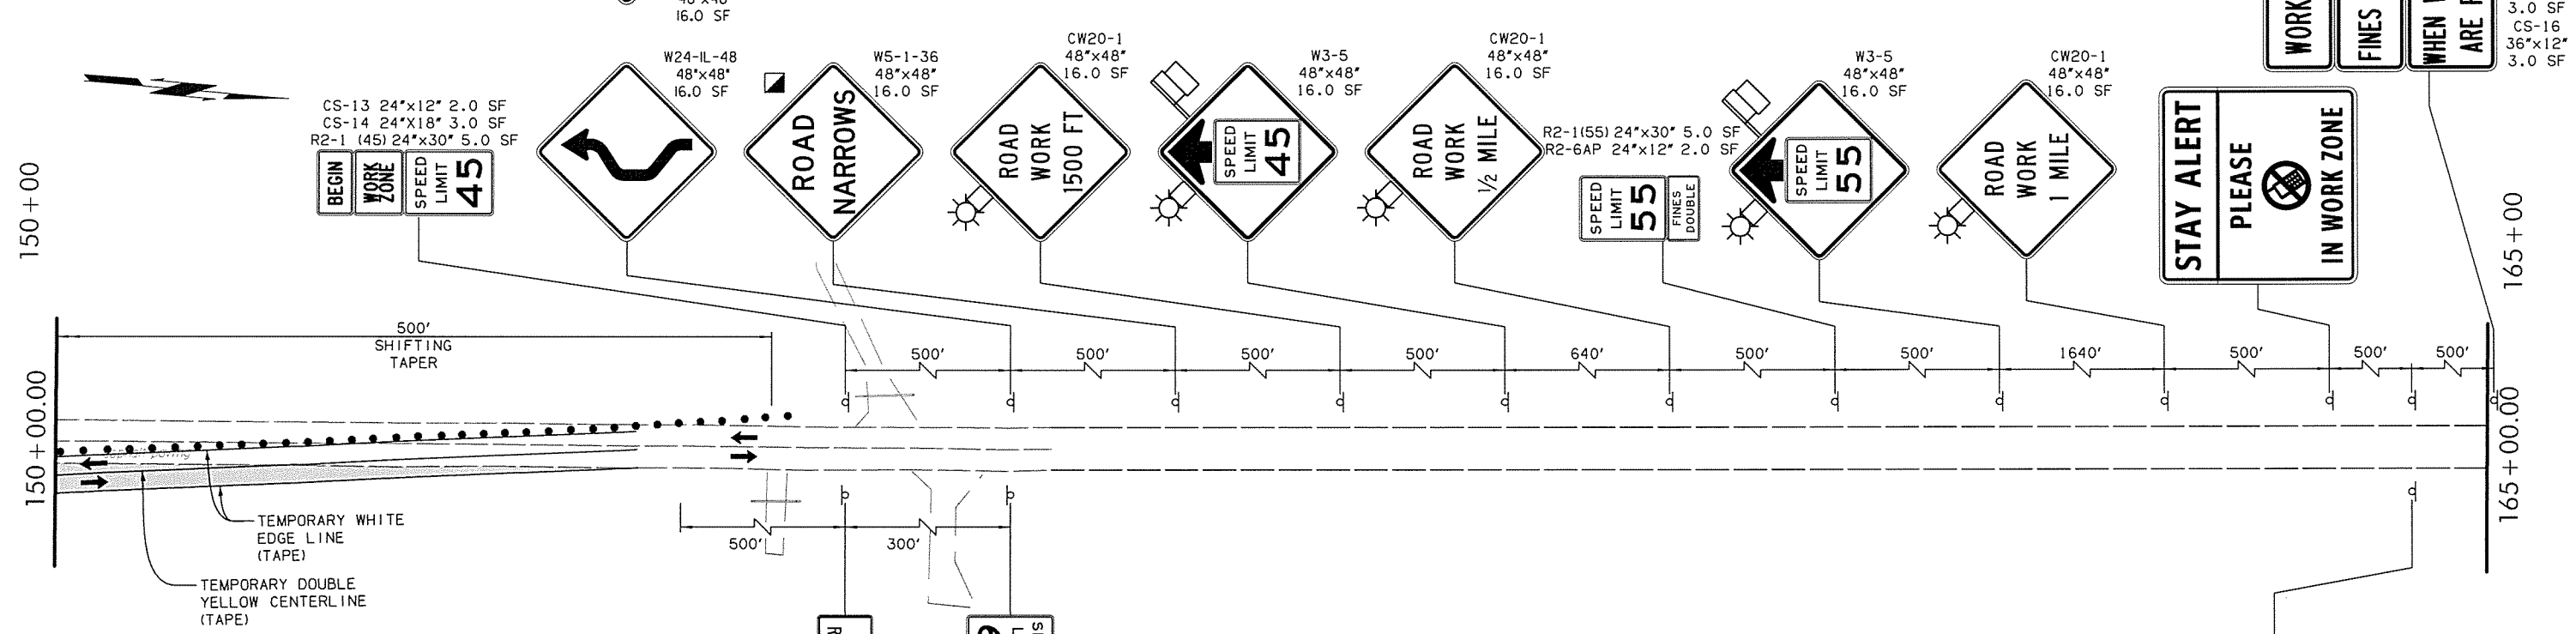 48"x48"
16.0 SF
W24-IL-48
48"x48"
16.0 SF
W5-1-36
48"x48"
16.0 SF
CW20-1
48"x48"
16.0 SF
W3-5
48"x48"
16.0 SF
CW20-1
48"x48"
16.0 SF
W3-5
48"x48"
16.0 SF
CW20-1
48"x48"
16.0 SF
WORK
FINES
WHEN
ARE
3.0 SF
CS-16
36"x12"
3.0 SF
CS-13 24"x12" 2.0 SF
CS-14 24"X18" 3.0 SF
R2-1 (45) 24"x30" 5.0 SF
BEGIN
WORK
ZONE
SPEED
LIMIT
45
ROAD
NARROWS
ROAD
WORK
1500 FT
SPEED
LIMIT
45
ROAD
WORK
1/2 MILE
R2-1(55) 24"x30" 5.0 SF
R2-6AP 24"x12" 2.0 SF
SPEED
LIMIT
55
FINES
DOUBLE
SPEED
LIMIT
55
ROAD
WORK
1 MILE
STAY ALERT
PLEASE
IN WORK ZONE
150+00
165+00
500'
SHIFTING
TAPER
500'
500'
500'
500'
640'
500'
500'
1640'
500'
500'
500'
150+00.00
165+00.00
TEMPORARY WHITE
EDGE LINE
(TAPE)
TEMPORARY DOUBLE
YELLOW CENTERLINE
(TAPE)
500'
300'